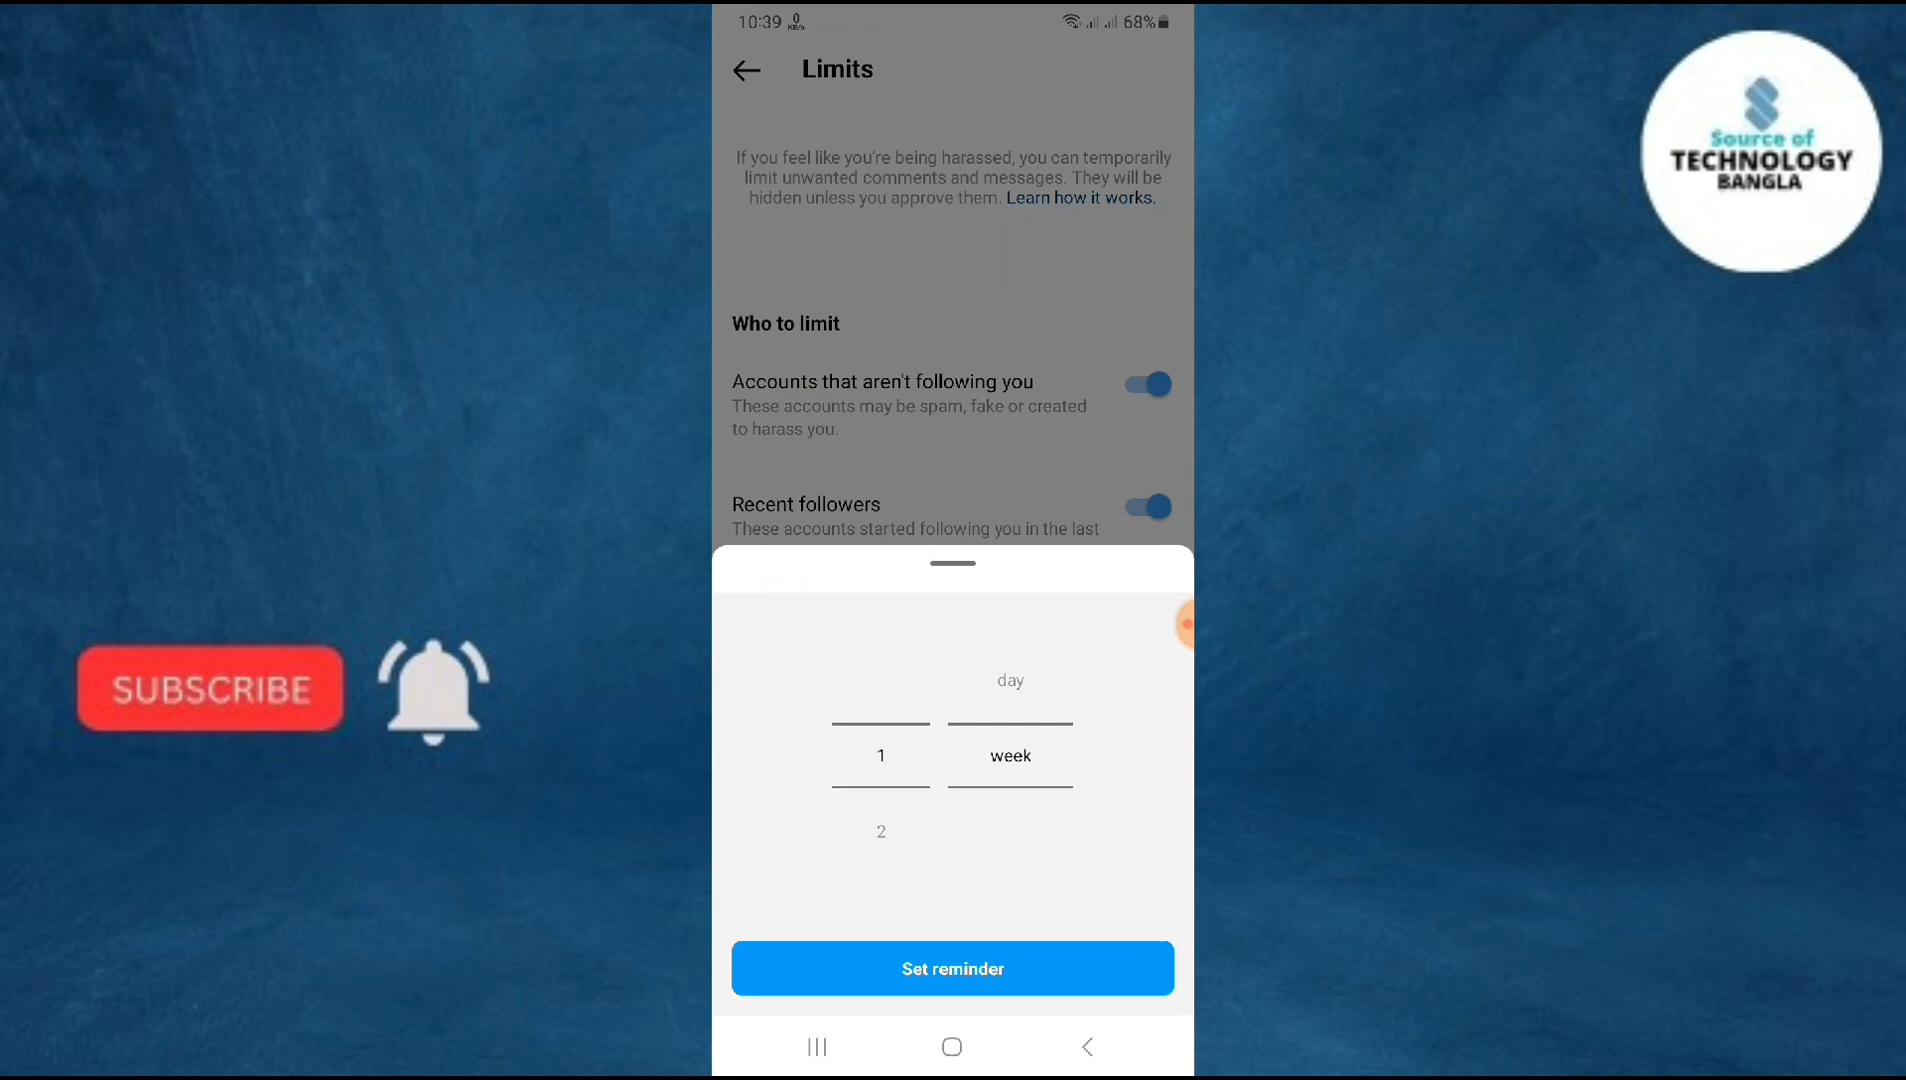 10:39 0 KB/s 68%
Limits
If you feel like you're being harassed, you can temporarily
limit unwanted comments and messages. They will be
hidden unless you approve them. Learn how it works.
Who to limit
Accounts that aren't following you
These accounts may be spam, fake or created
to harass you.
Recent followers
These accounts started following you in the last
day
1 week
2
Set reminder
SUBSCRIBE
Source of
TECHNOLOGY
BANGLA